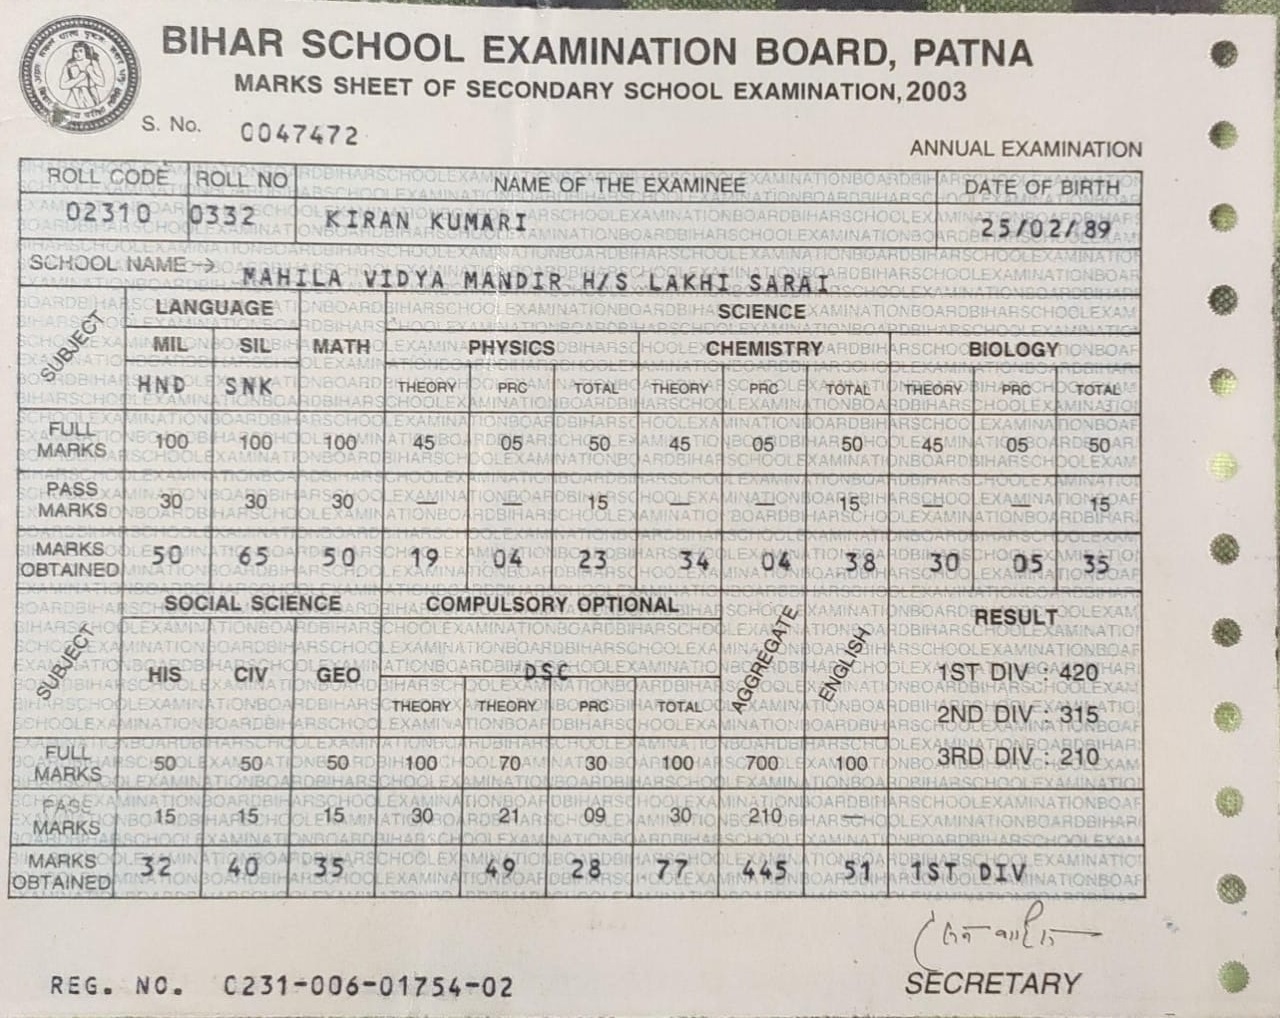 BIHAR SCHOOL EXAMINATION BOARD, PATNA
MARKS SHEET OF SECONDARY SCHOOL EXAMINATION, 2003
S. No. 0047472
ANNUAL EXAMINATION
ROLL CODE ROLL NO NAME OF THE EXAMINEE DATE OF BIRTH
02310 0332 KIRAN KUMARI 25/02/89
SCHOOL NAME → MAHILA VIDYA MANDIR H/S LAKHI SARAI
SUBJECT LANGUAGE SCIENCE
MIL SIL MATH PHYSICS CHEMISTRY BIOLOGY
HND SNK THEORY PRC TOTAL THEORY PRC TOTAL THEORY PRC TOTAL
FULL MARKS 100 100 100 45 05 50 45 05 50 45 05 50
PASS MARKS 30 30 30 — — 15 — — 15 — — 15
MARKS OBTAINED 50 65 50 19 04 23 34 04 38 30 05 35
SUBJECT SOCIAL SCIENCE COMPULSORY OPTIONAL AGGREGATE ENGLISH RESULT
HIS CIV GEO DSC 1ST DIV : 420
THEORY THEORY PRC TOTAL 2ND DIV : 315
FULL MARKS 50 50 50 100 70 30 100 700 100 3RD DIV : 210
PASS MARKS 15 15 15 30 21 09 30 210 —
MARKS OBTAINED 32 40 35 49 28 77 445 51 1ST DIV
REG. NO. C231-006-01754-02
SECRETARY